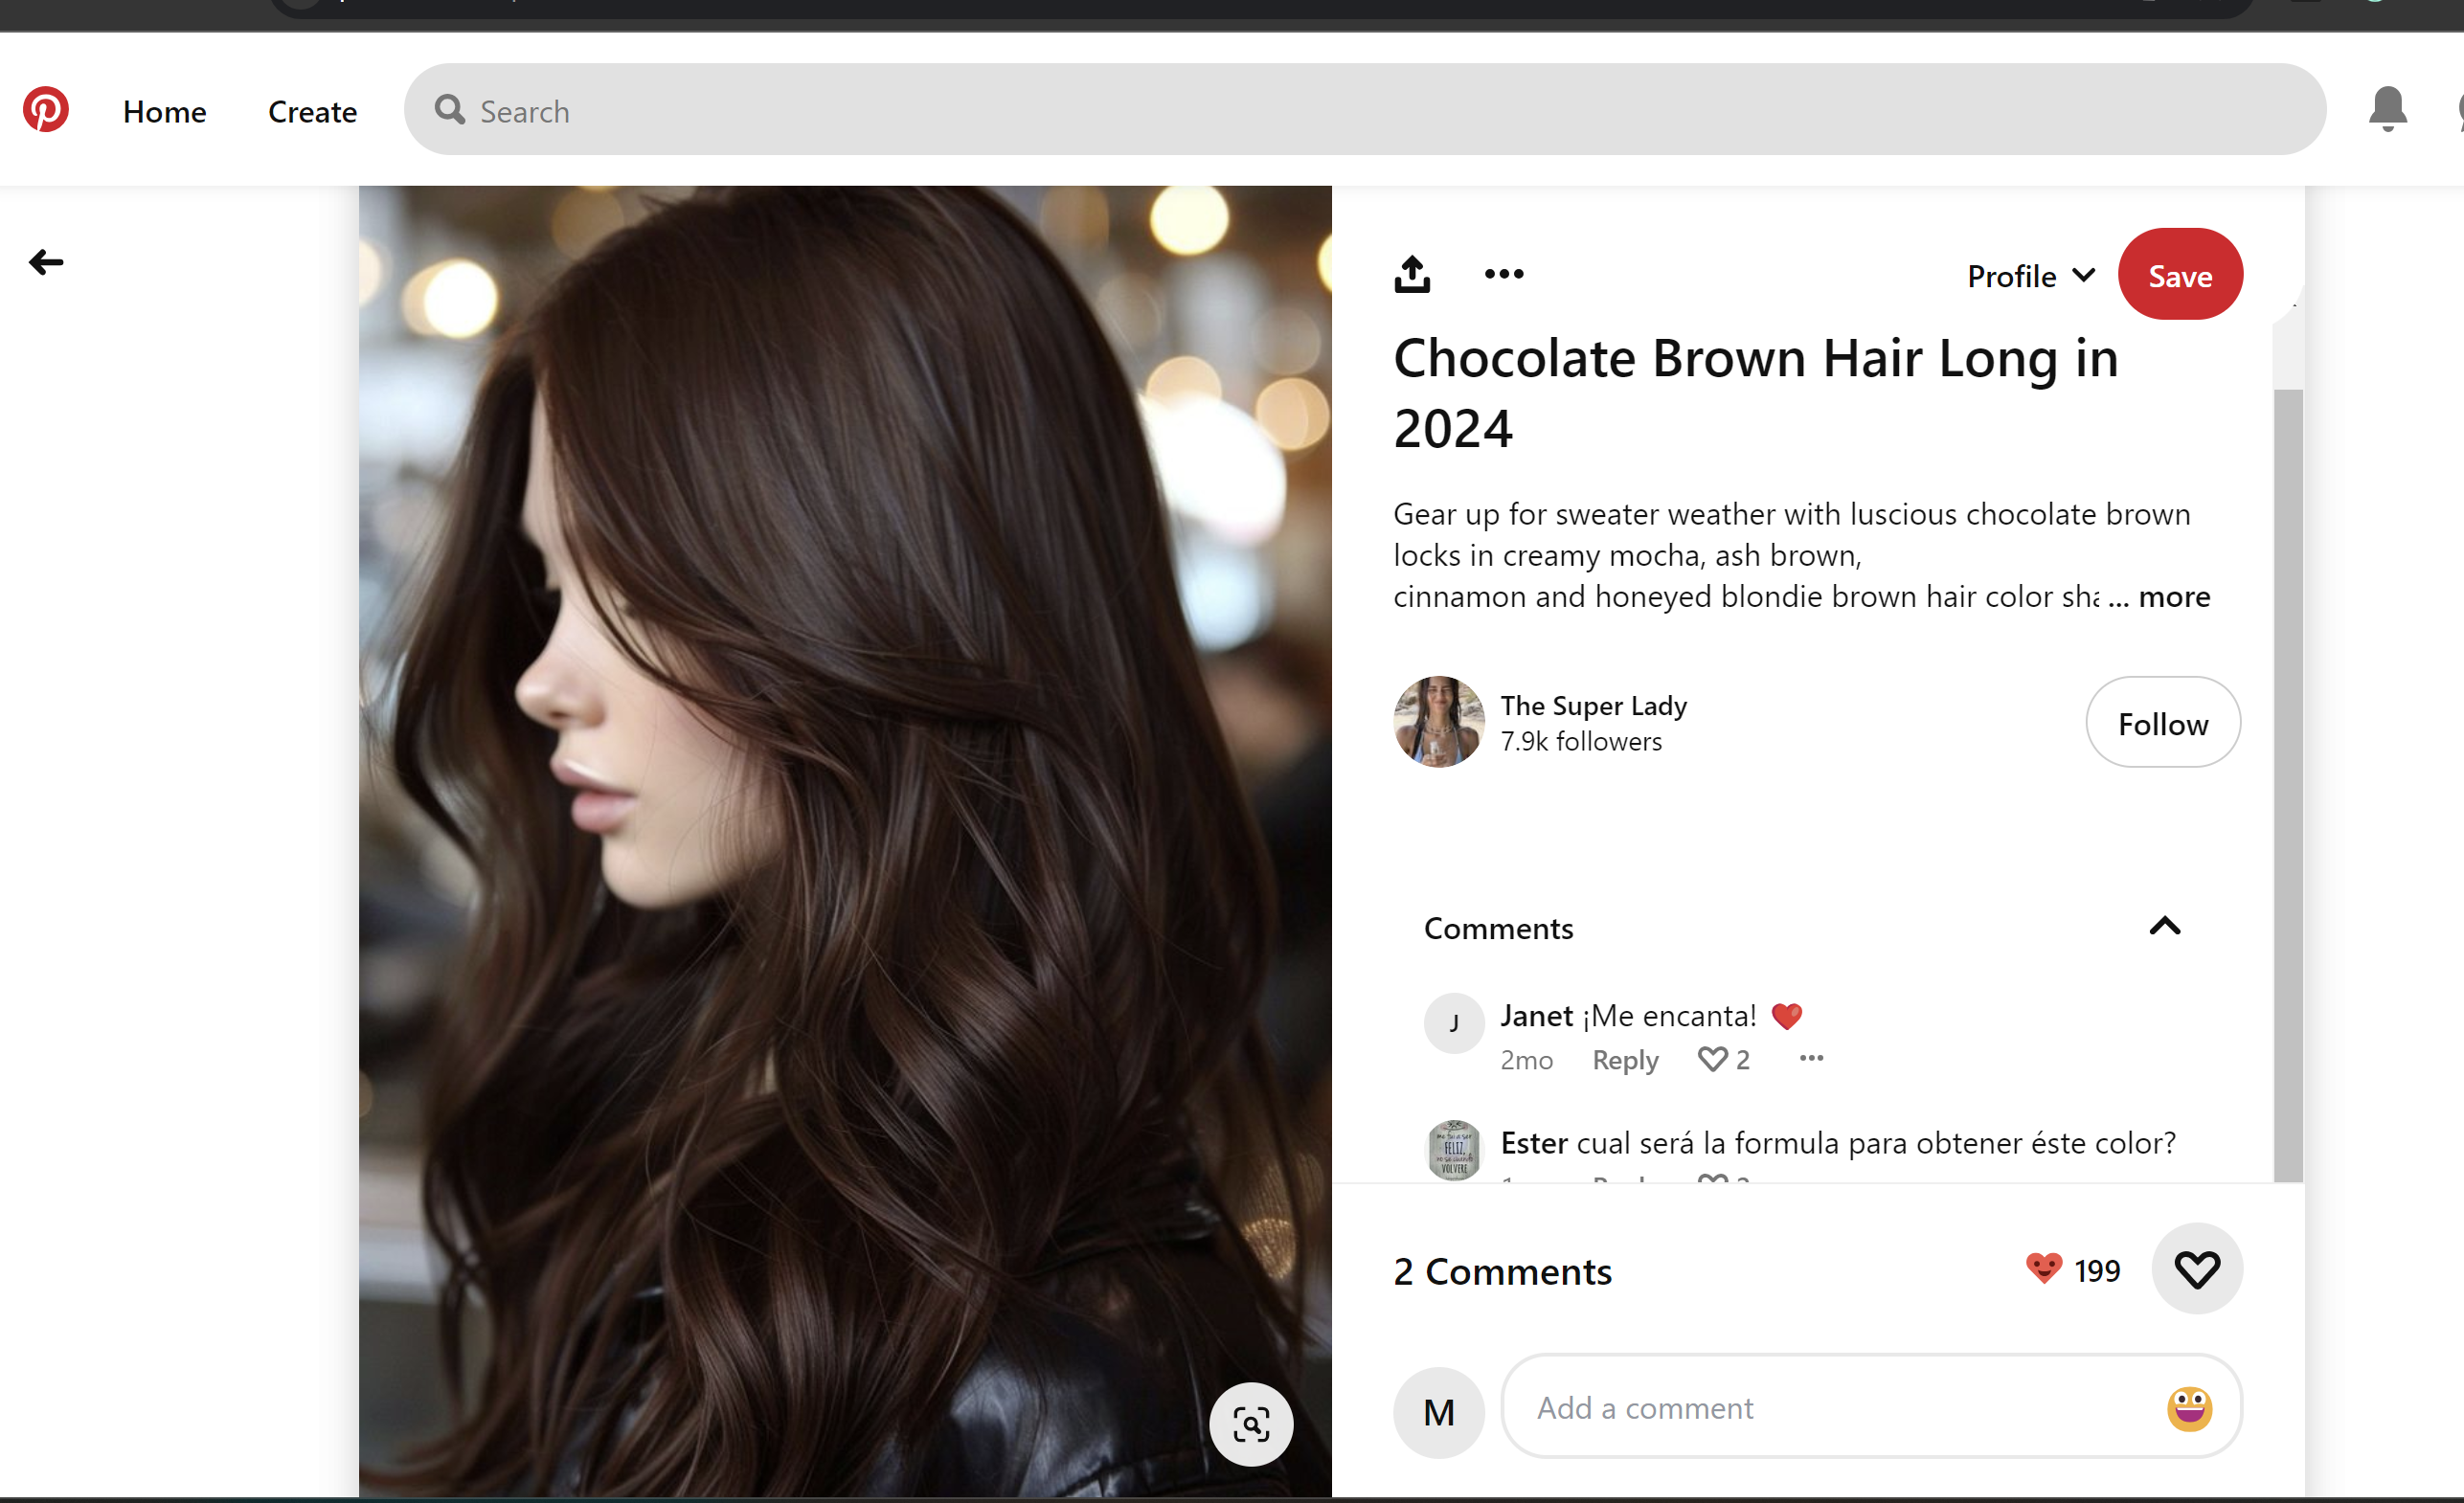 Home
Create
Search
Profile
Save
Chocolate Brown Hair Long in
2024
Gear up for sweater weather with luscious chocolate brown
locks in creamy mocha, ash brown,
cinnamon and honeyed blondie brown hair color sha... more
The Super Lady
7.9k followers
Follow
Comments
J
Janet ¡Me encanta! ❤️
2mo Reply 2
FELIZ,
VOLVERE
Ester cual será la formula para obtener éste color?
2 Comments
199
M
Add a comment